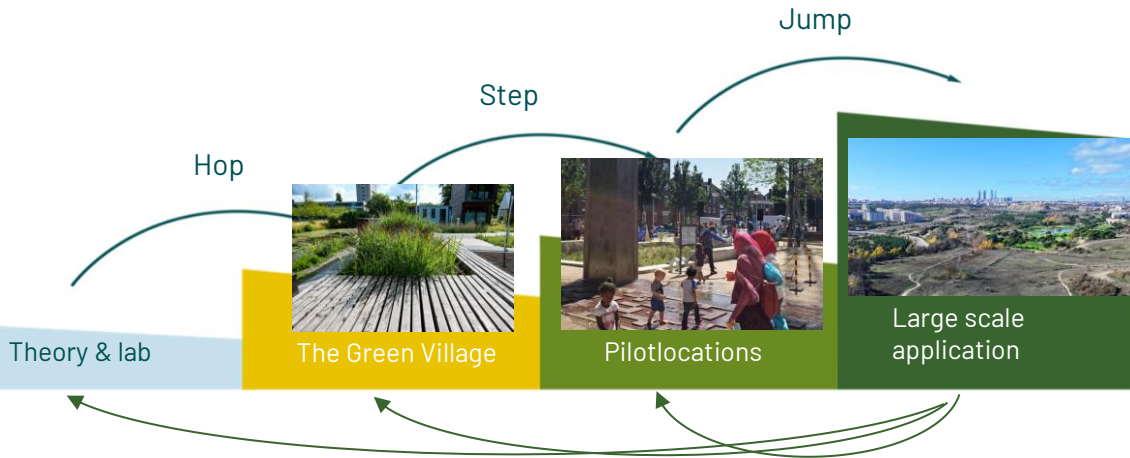 Jump
Step
Hop
Theory & lab
The Green Village
Pilotlocations
Large scale
application